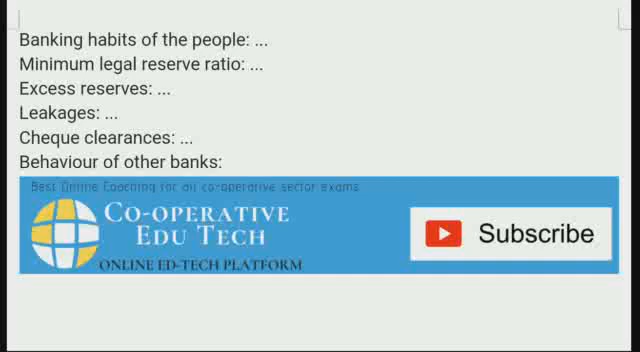 Banking habits of the people: ...
Minimum legal reserve ratio: ...
Excess reserves: ...
Leakages: ...
Cheque clearances: ...
Behaviour of other banks:
Best Online Coaching for all co-operative sector exams
CO-OPERATIVE
EDU TECH
ONLINE ED-TECH PLATFORM
Subscribe